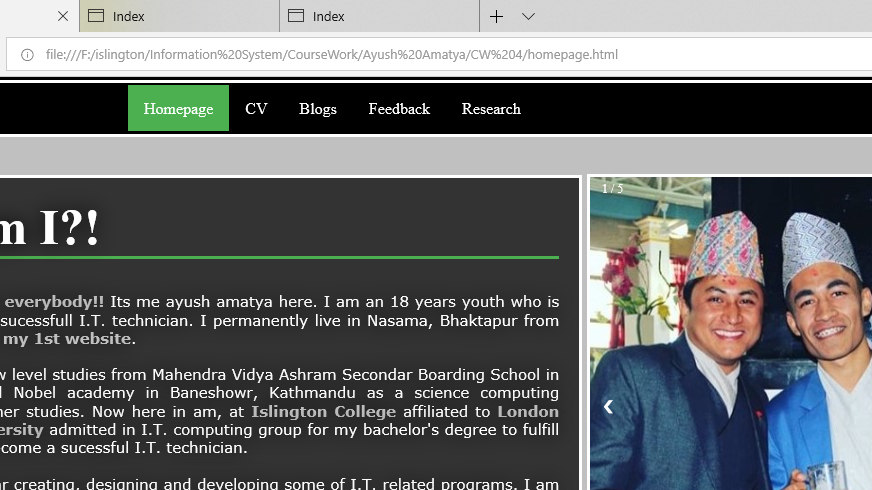 Index
Index
file:///F:/islington/Information%20System/CourseWork/Ayush%20Amatya/CW%204/homepage.html
Homepage CV Blogs Feedback Research
1 / 5
m I?!
everybody!! Its me ayush amatya here. I am an 18 years youth who is
sucessfull I.T. technician. I permanently live in Nasama, Bhaktapur from
my 1st website.
w level studies from Mahendra Vidya Ashram Secondar Boarding School in
l Nobel academy in Baneshowr, Kathmandu as a science computing
her studies. Now here in am, at Islington College affiliated to London
ersity admitted in I.T. computing group for my bachelor's degree to fulfill
come a sucessful I.T. technician.
ar creating, designing and developing some of I.T. related programs. I am